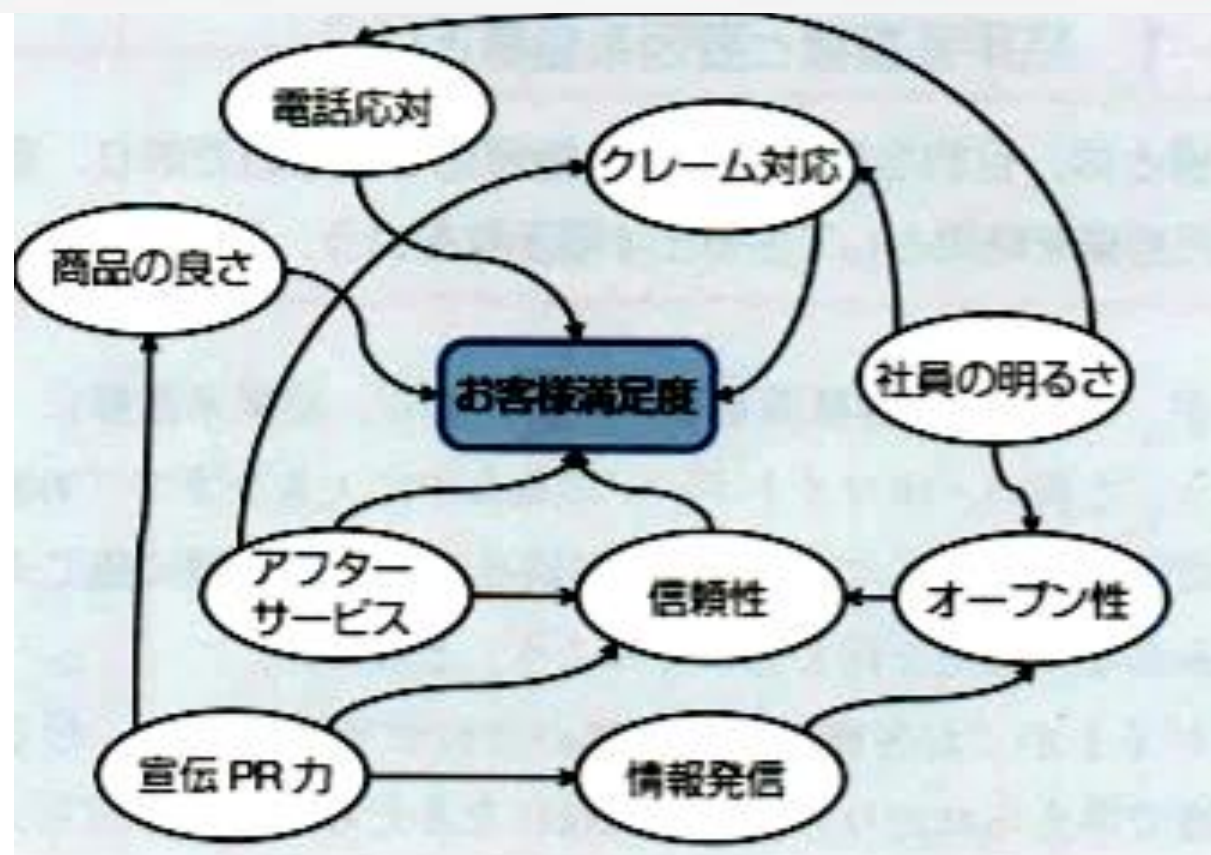 電話応対
クレーム対応
商品の良さ
お客様満足度
社員の明るさ
アフター
サービス
信頼性
オープン性
宣伝PR力
情報発信